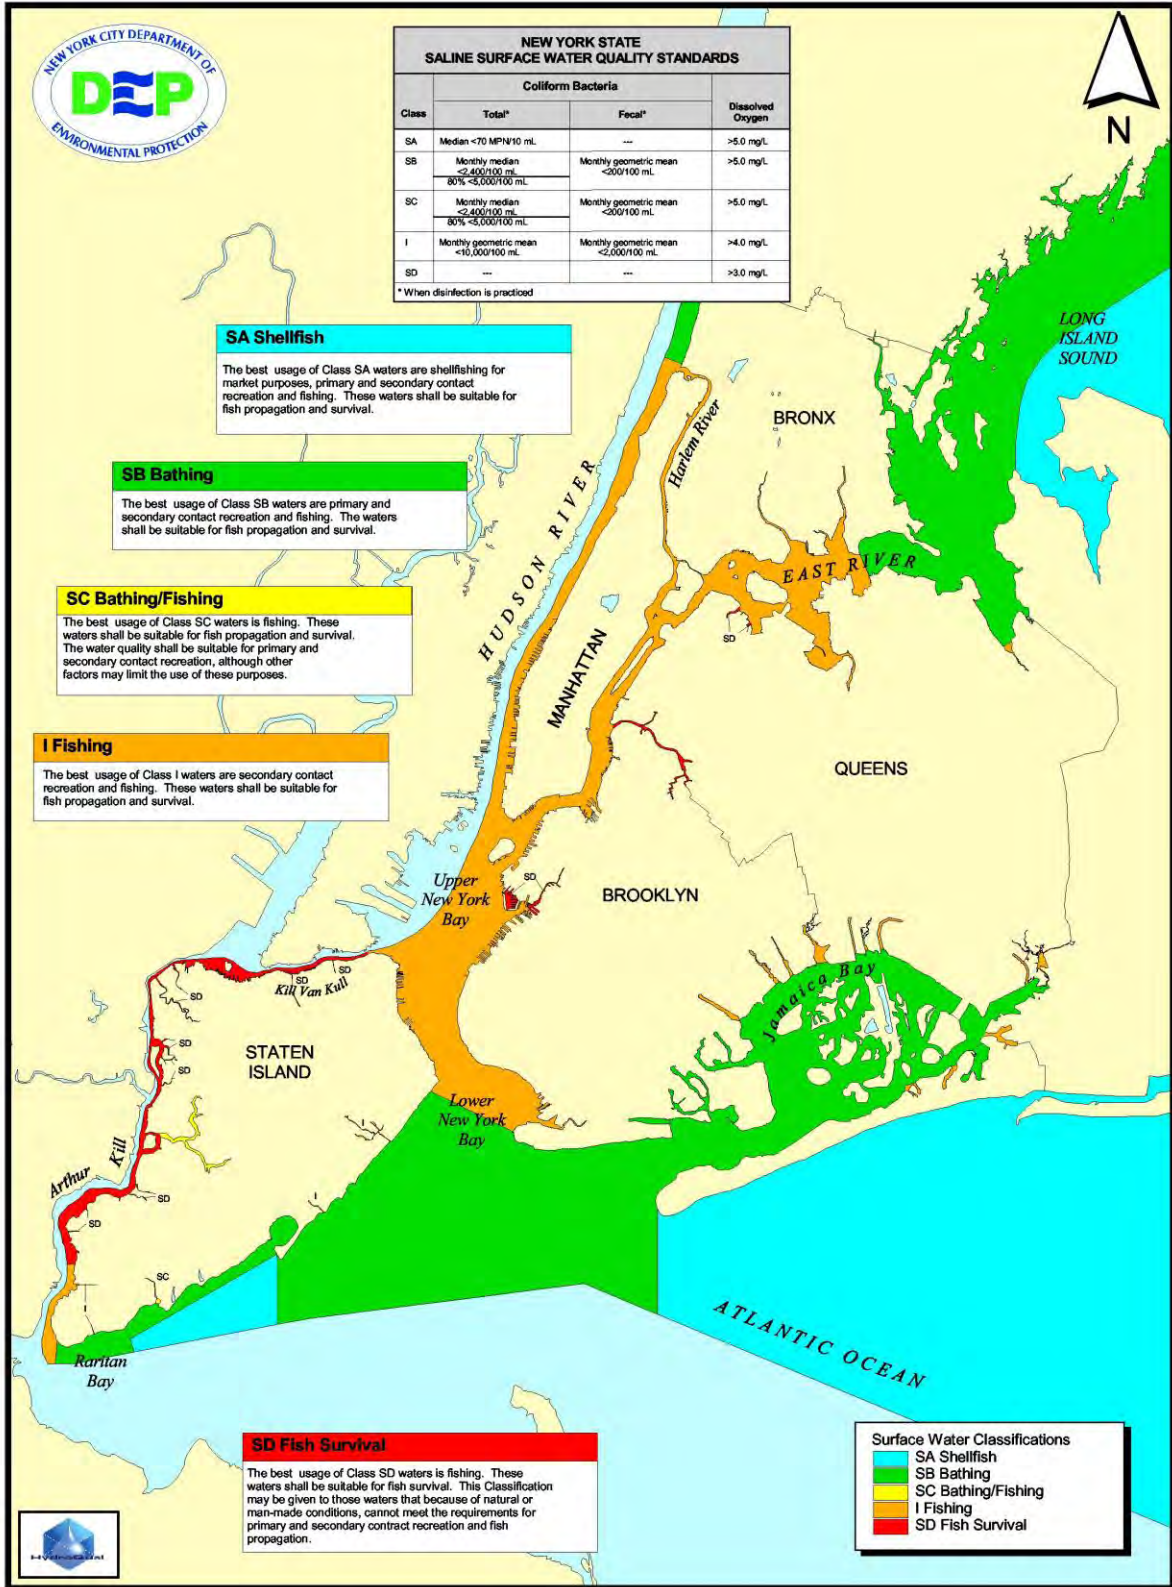 NEW YORK CITY DEPARTMENT OF
DEP
ENVIRONMENTAL PROTECTION
NEW YORK STATE
SALINE SURFACE WATER QUALITY STANDARDS
Coliform Bacteria
Class Total* Fecal* Dissolved
Oxygen
SA Median <70 MPN/10 mL --- >5.0 mg/L
SB Monthly median Monthly geometric mean >5.0 mg/L
<2,400/100 mL <200/100 mL
80% <5,000/100 mL
SC Monthly median Monthly geometric mean >5.0 mg/L
<2,400/100 mL <200/100 mL
80% <5,000/100 mL
I Monthly geometric mean Monthly geometric mean >4.0 mg/L
<10,000/100 mL <2,000/100 mL
SD --- --- >3.0 mg/L
* When disinfection is practiced
N
SA Shellfish
The best usage of Class SA waters are shellfishing for
market purposes, primary and secondary contact
recreation and fishing. These waters shall be suitable for
fish propagation and survival.
SB Bathing
The best usage of Class SB waters are primary and
secondary contact recreation and fishing. The waters
shall be suitable for fish propagation and survival.
SC Bathing/Fishing
The best usage of Class SC waters is fishing. These
waters shall be suitable for fish propagation and survival.
The water quality shall be suitable for primary and
secondary contact recreation, although other
factors may limit the use of these purposes.
I Fishing
The best usage of Class I waters are secondary contact
recreation and fishing. These waters shall be suitable for
fish propagation and survival.
LONG
ISLAND
SOUND
BRONX
Harlem River
HUDSON RIVER
EAST RIVER
SD
MANHATTAN
QUEENS
SD
Upper
New York
Bay
BROOKLYN
Jamaica Bay
SD
SD
Kill Van Kull
SD
SD
SD
STATEN
ISLAND
Lower
New York
Bay
I
Arthur Kill
SD
SD
I
SC
I
Raritan
Bay
ATLANTIC OCEAN
SD Fish Survival
The best usage of Class SD waters is fishing. These
waters shall be suitable for fish survival. This Classification
may be given to those waters that because of natural or
man-made conditions, cannot meet the requirements for
primary and secondary contract recreation and fish
propagation.
Surface Water Classifications
SA Shellfish
SB Bathing
SC Bathing/Fishing
I Fishing
SD Fish Survival
HydroQual